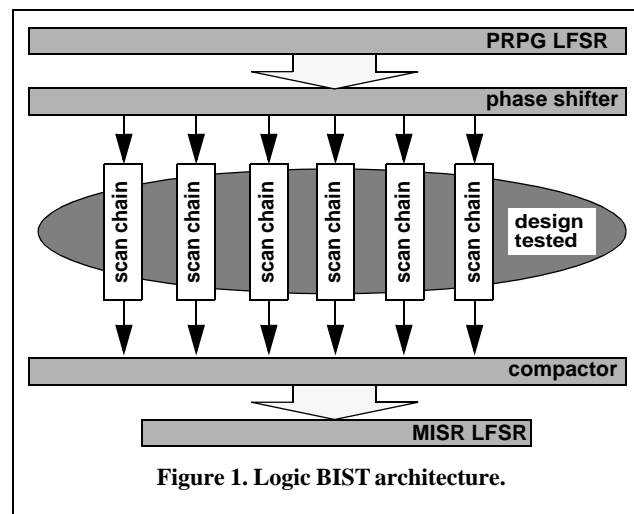 PRPG LFSR
phase shifter
scan chain
scan chain
scan chain
scan chain
scan chain
scan chain
design
tested
compactor
MISR LFSR
Figure 1. Logic BIST architecture.